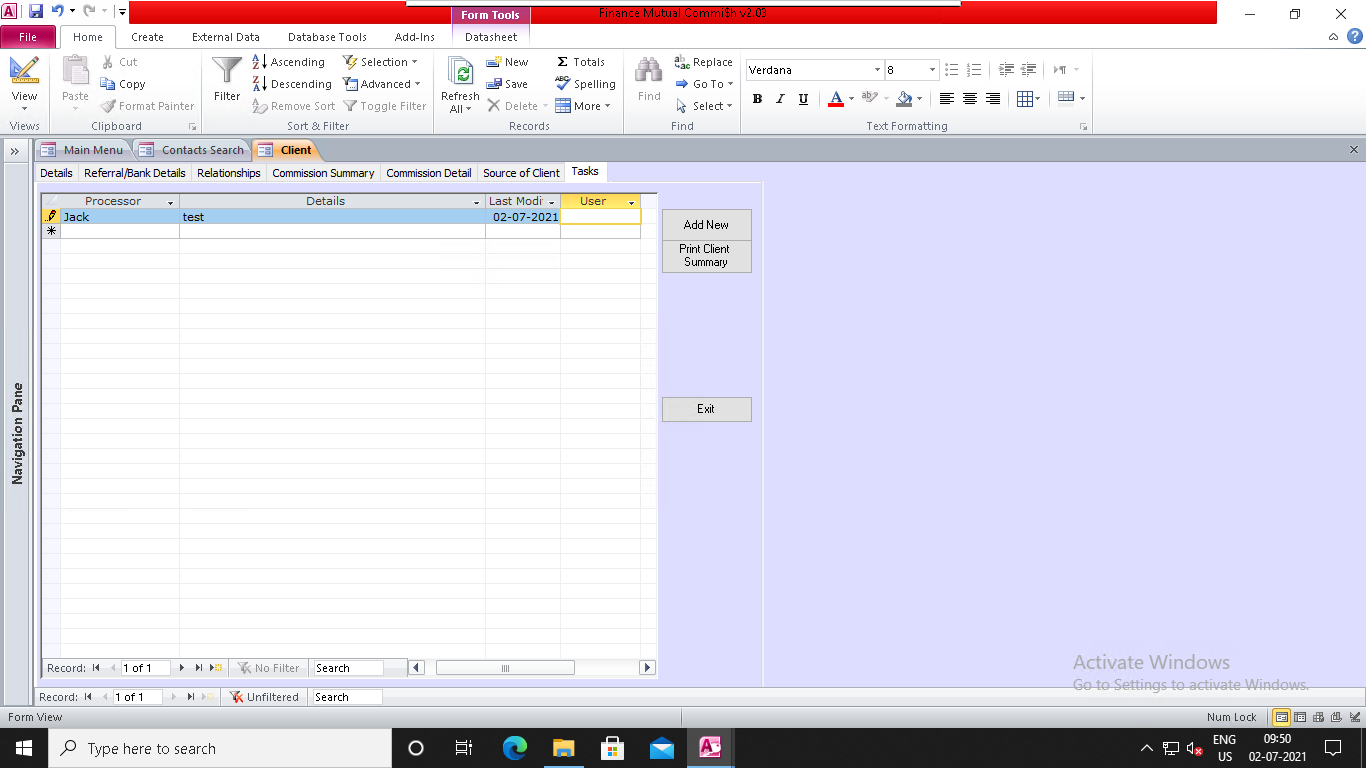 Form Tools
Finance Mutual Commi$h v2.03
File Home Create External Data Database Tools Add-Ins Datasheet
View
Views
Paste
Cut
Copy
Format Painter
Clipboard
Filter
Ascending
Descending
Remove Sort
Selection
Advanced
Toggle Filter
Sort & Filter
Refresh
All
New
Save
Delete
Totals
Spelling
More
Records
Find
Replace
Go To
Select
Find
Verdana 8
B I U A ab
Text Formatting
Main Menu Contacts Search Client
Details Referral/Bank Details Relationships Commission Summary Commission Detail Source of Client Tasks
Processor Details Last Modi User
Jack test 02-07-2021
Add New
Print Client
Summary
Exit
Navigation Pane
Record: 1 of 1 No Filter Search
Record: 1 of 1 Unfiltered Search
Activate Windows
Go to Settings to activate Windows.
Form View Num Lock
Type here to search
ENG
US
09:50
02-07-2021